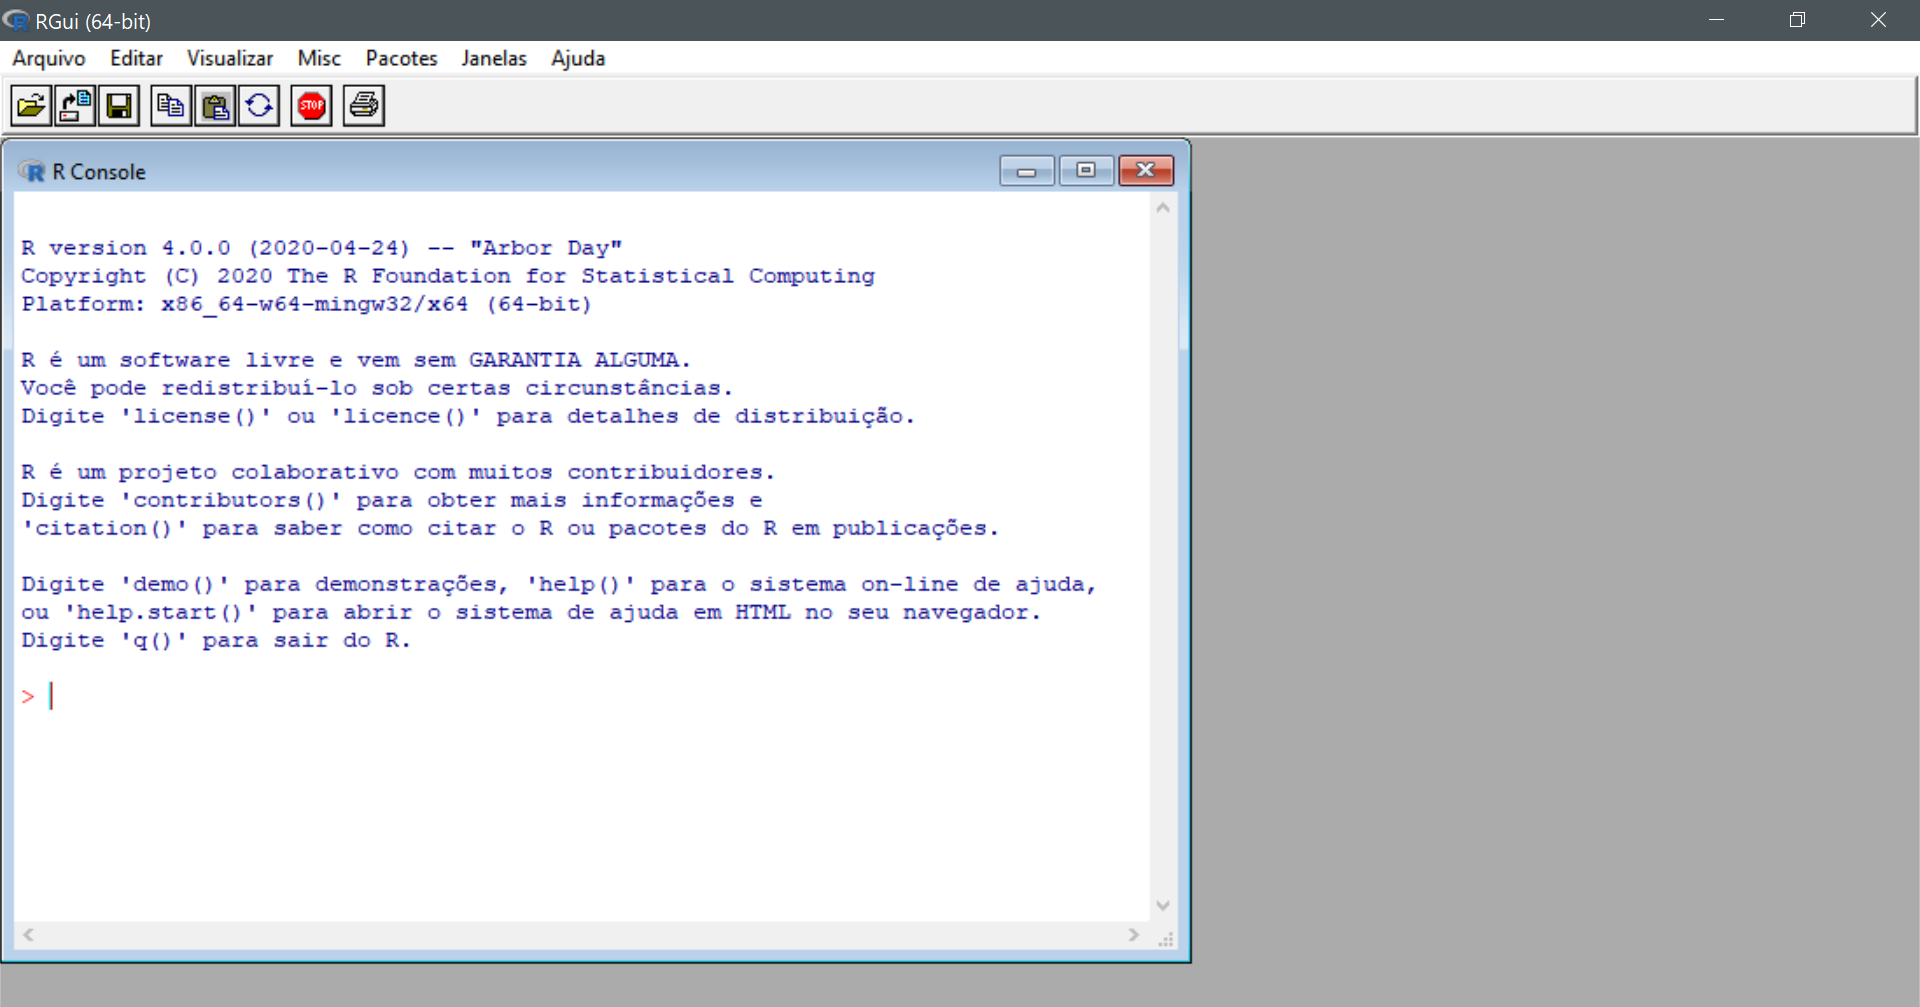 RGui (64-bit)
Arquivo Editar Visualizar Misc Pacotes Janelas Ajuda
STOP
R Console
R version 4.0.0 (2020-04-24) -- "Arbor Day"
Copyright (C) 2020 The R Foundation for Statistical Computing
Platform: x86_64-w64-mingw32/x64 (64-bit)
R é um software livre e vem sem GARANTIA ALGUMA.
Você pode redistribuí-lo sob certas circunstâncias.
Digite 'license()' ou 'licence()' para detalhes de distribuição.
R é um projeto colaborativo com muitos contribuidores.
Digite 'contributors()' para obter mais informações e
'citation()' para saber como citar o R ou pacotes do R em publicações.
Digite 'demo()' para demonstrações, 'help()' para o sistema on-line de ajuda,
ou 'help.start()' para abrir o sistema de ajuda em HTML no seu navegador.
Digite 'q()' para sair do R.
>